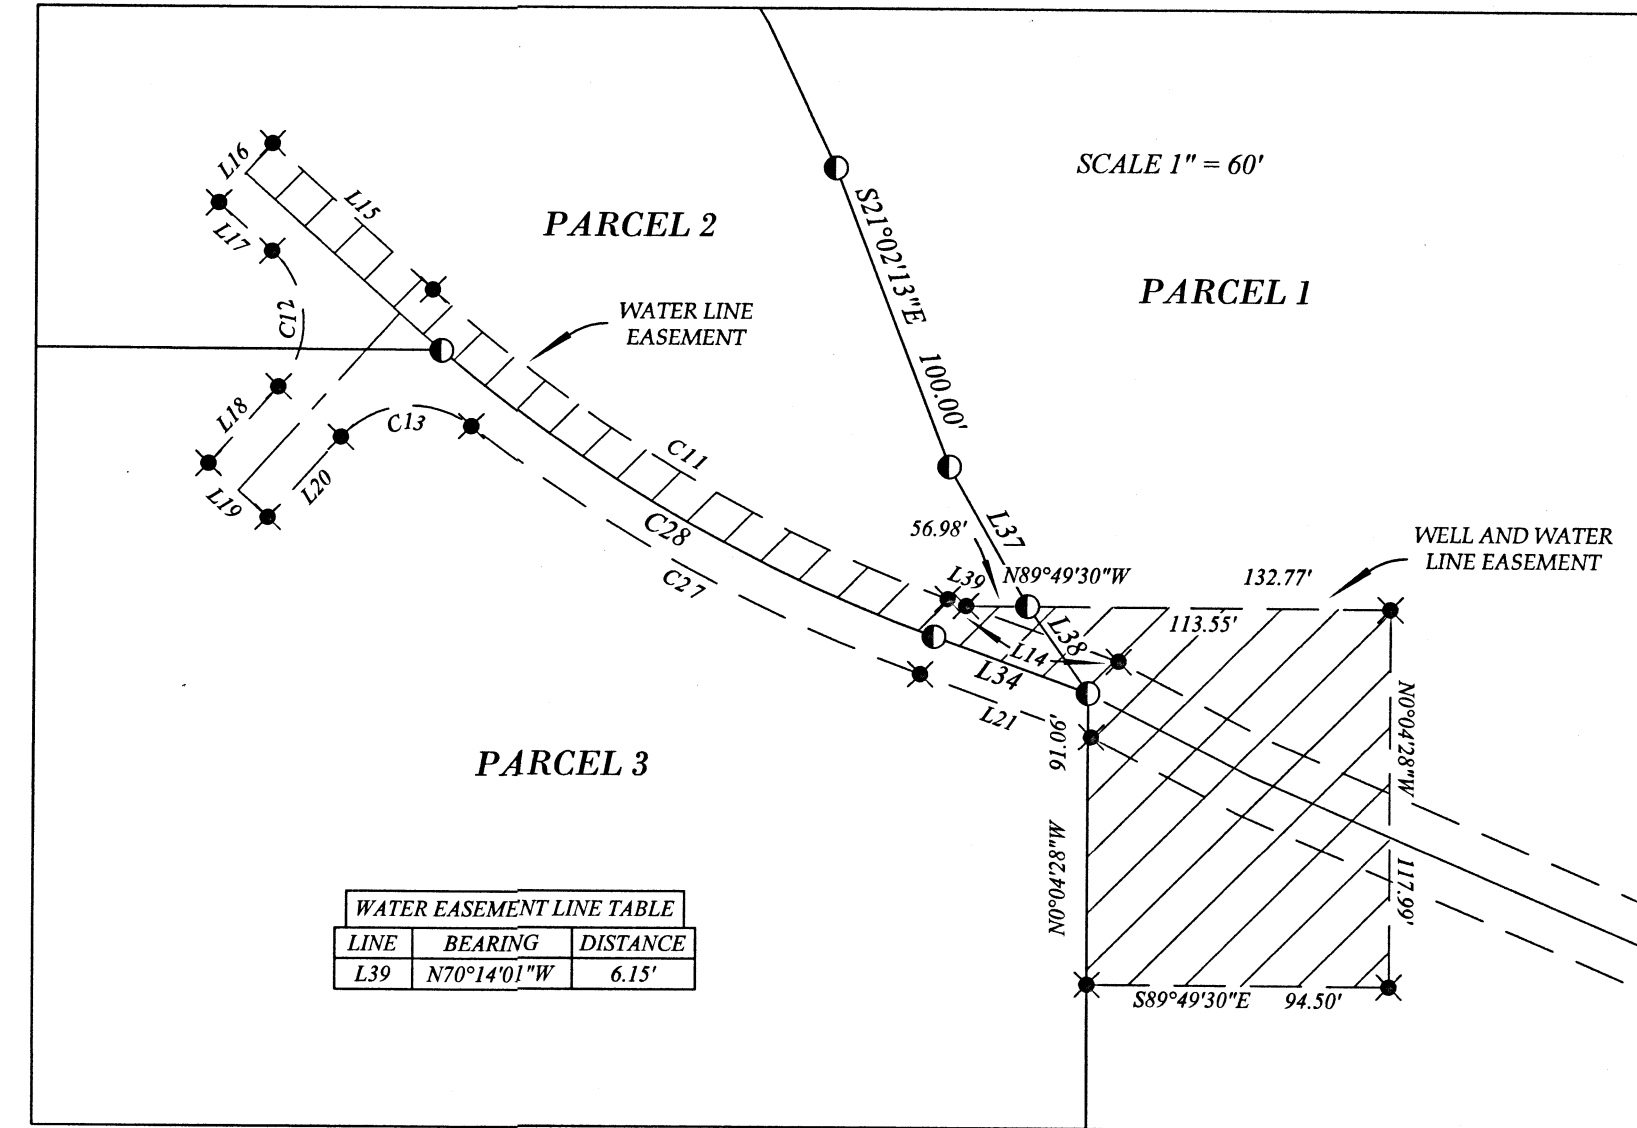 L16
L15
PARCEL 2
SCALE 1" = 60'
S21°02'13"E 100.00'
L17
PARCEL 1
C12
WATER LINE
EASEMENT
L18
C13
C11
L20
L19
C28
56.98'
L37
WELL AND WATER
LINE EASEMENT
C27
L39
N89°49'30"W
132.77'
113.55'
L38
L14
L34
L21
91.06'
N0°04'28"W
N0°04'28"W
117.99'
PARCEL 3
WATER EASEMENT LINE TABLE
LINE BEARING DISTANCE
L39 N70°14'01"W 6.15'
S89°49'30"E 94.50'